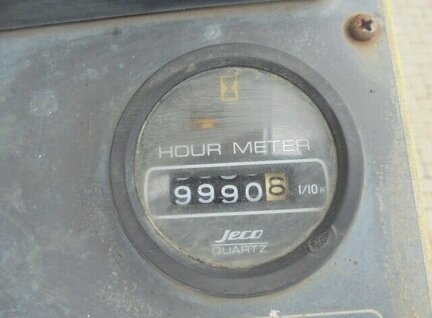 HOUR METER
99908 1/10H
Jeco
QUARTZ